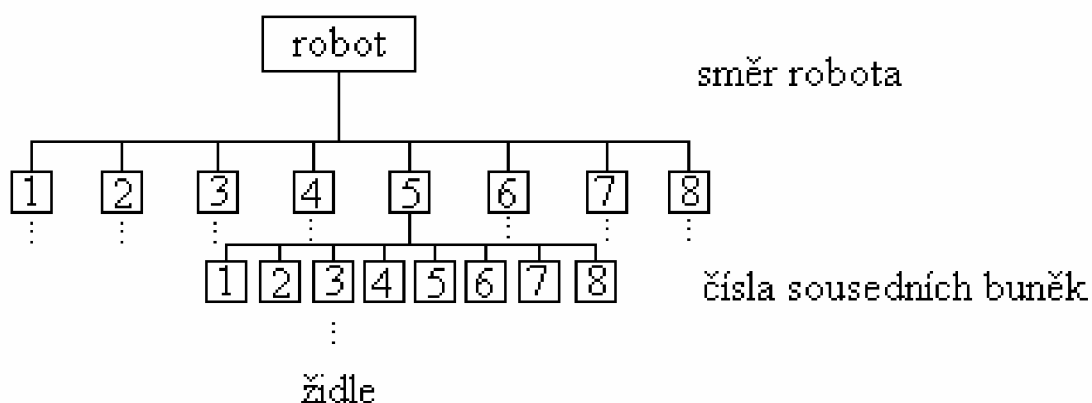 robot
směr robota
1 2 3 4 5 6 7 8
1 2 3 4 5 6 7 8
čísla sousedních buněk
židle